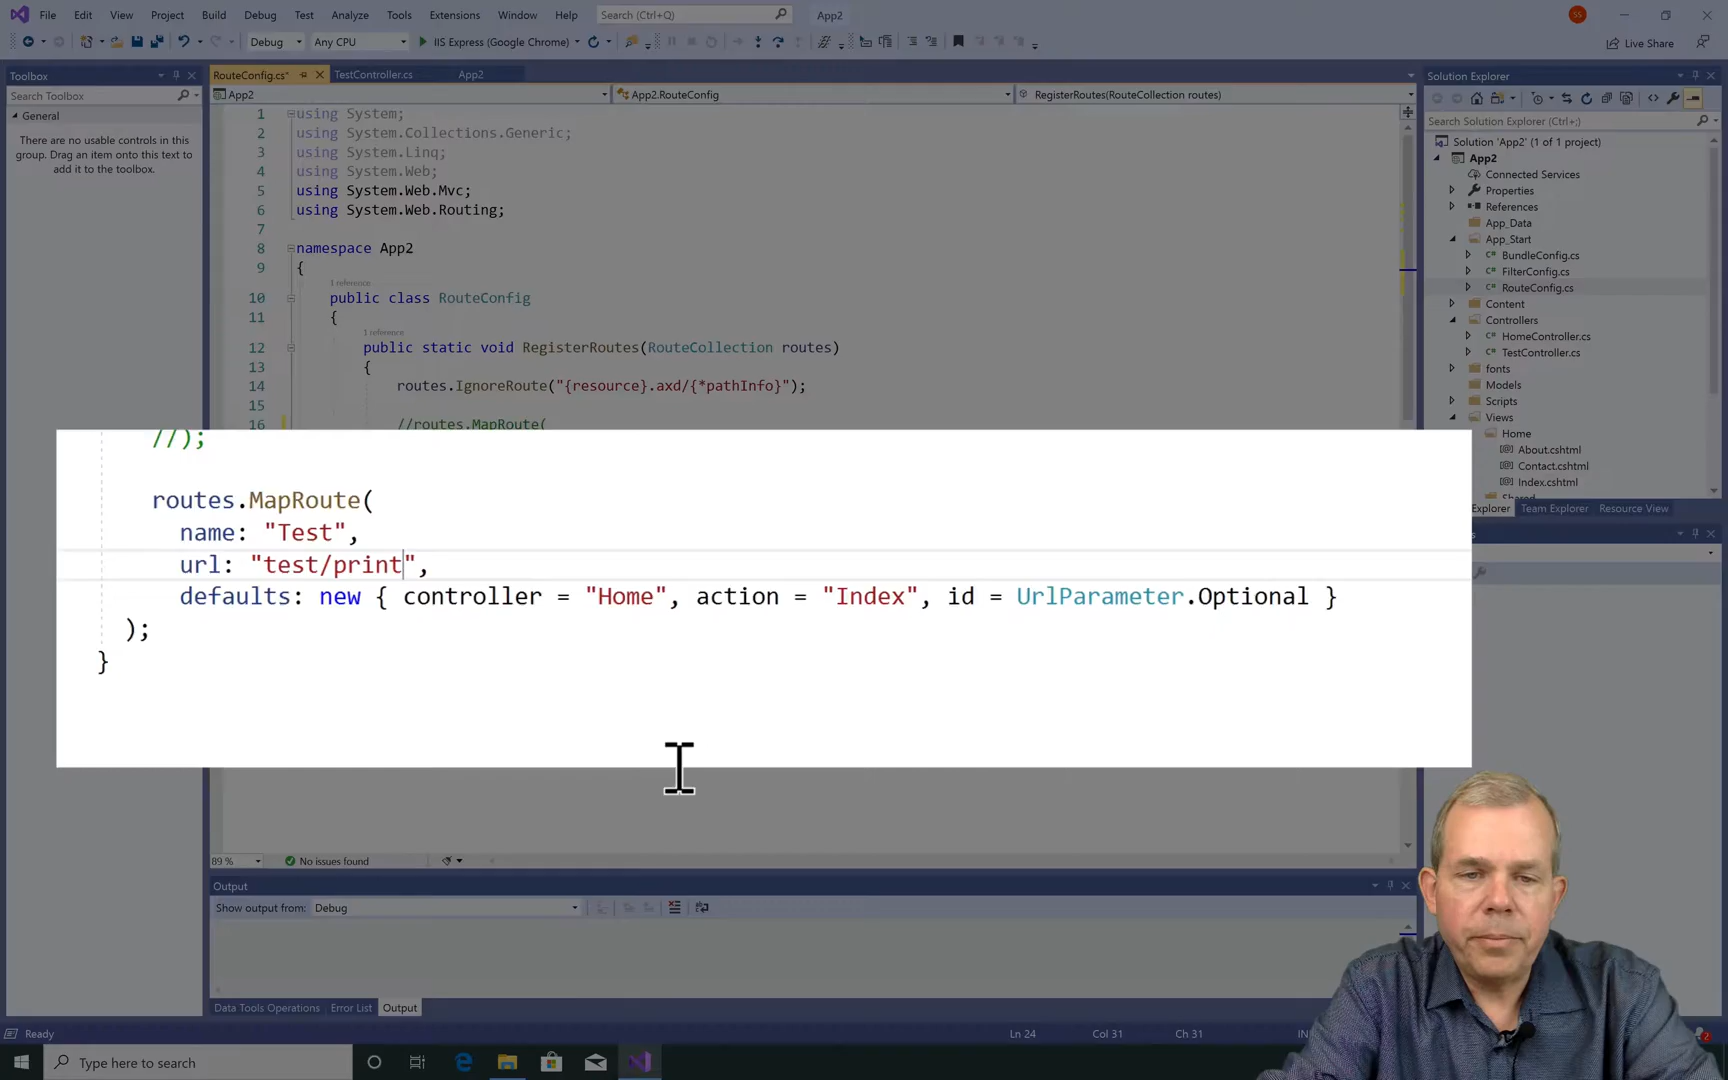 File Edit View Project Build Debug Test Analyze Tools Extensions Window Help Search (Ctrl+Q) App2 SS
Debug Any CPU IIS Express (Google Chrome) Live Share
Toolbox
Search Toolbox
General
There are no usable controls in this
group. Drag an item onto this text to
add it to the toolbox.
RouteConfig.cs* TestController.cs App2
App2 App2.RouteConfig RegisterRoutes(RouteCollection routes)
1 using System;
2 using System.Collections.Generic;
3 using System.Linq;
4 using System.Web;
5 using System.Web.Mvc;
6 using System.Web.Routing;
7
8 namespace App2
9 {
1 reference
10 public class RouteConfig
11 {
1 reference
12 public static void RegisterRoutes(RouteCollection routes)
13 {
14 routes.IgnoreRoute("{resource}.axd/{*pathInfo}");
15
16 //routes.MapRoute(
//);
routes.MapRoute(
name: "Test",
url: "test/print",
defaults: new { controller = "Home", action = "Index", id = UrlParameter.Optional }
);
}
89 % No issues found
Output
Show output from: Debug
Data Tools Operations Error List Output
Solution Explorer
Search Solution Explorer (Ctrl+;)
Solution 'App2' (1 of 1 project)
App2
Connected Services
Properties
References
App_Data
App_Start
BundleConfig.cs
FilterConfig.cs
RouteConfig.cs
Content
Controllers
HomeController.cs
TestController.cs
fonts
Models
Scripts
Views
Home
About.cshtml
Contact.cshtml
Index.cshtml
Shared
Explorer Team Explorer Resource View
Ready Ln 24 Col 31 Ch 31 2
Type here to search